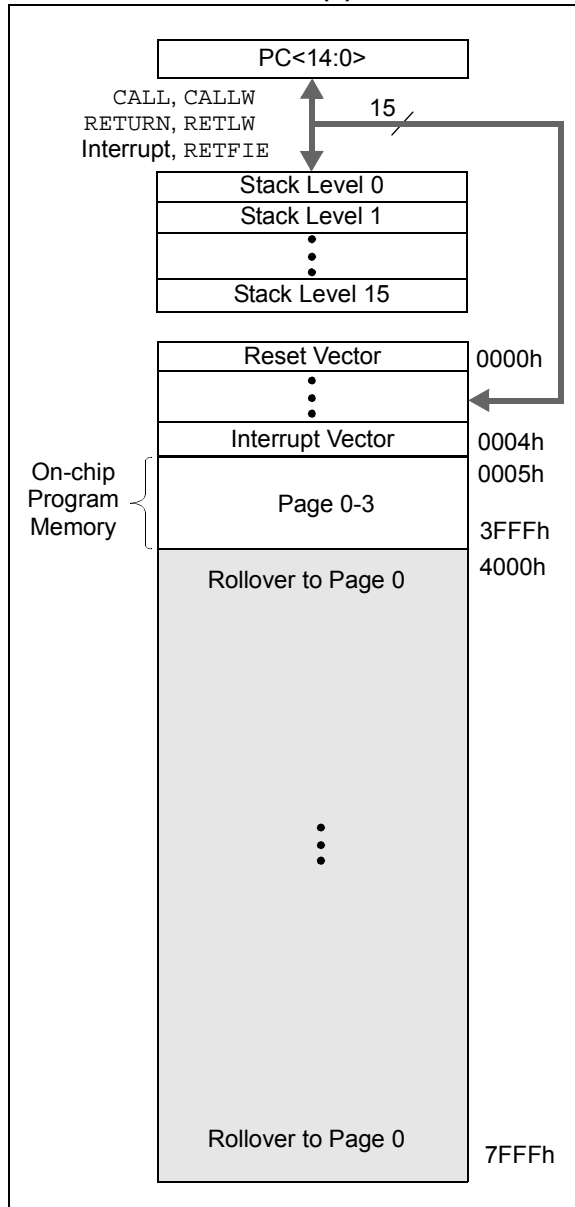 PC<14:0>
CALL, CALLW
RETURN, RETLW
Interrupt, RETFIE
15
Stack Level 0
Stack Level 1
Stack Level 15
Reset Vector
0000h
Interrupt Vector
0004h
On-chip
Program
Memory
Page 0-3
0005h
3FFFh
4000h
Rollover to Page 0
Rollover to Page 0
7FFFh